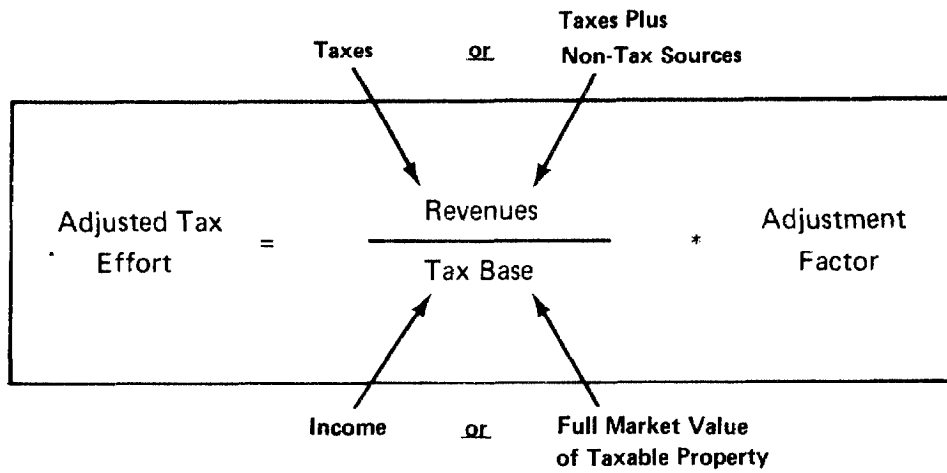 Taxes or Taxes Plus
Non-Tax Sources
Revenues
Adjusted Tax
Effort = * Adjustment
Factor
Tax Base
Income or Full Market Value
of Taxable Property